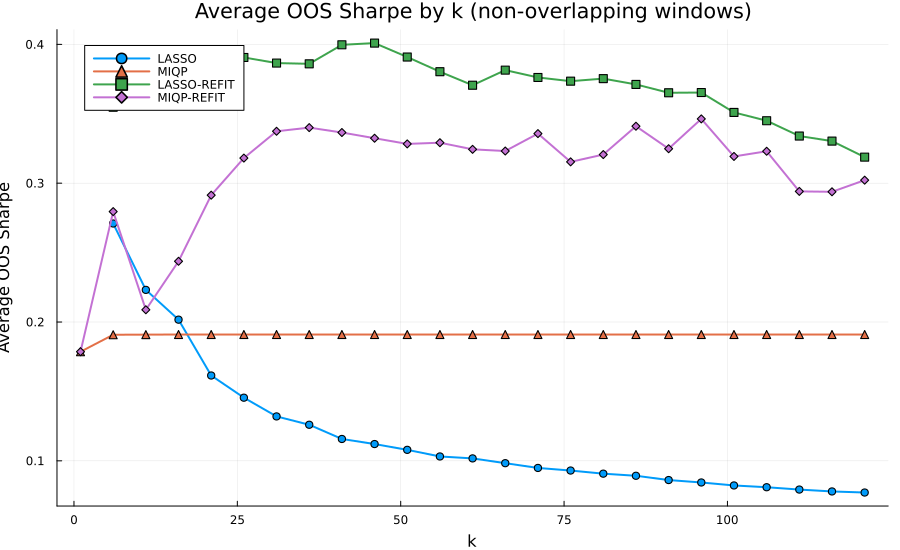 Average OOS Sharpe by k (non-overlapping windows)
Average OOS Sharpe
0.4
0.3
0.2
0.1
LASSO
MIQP
LASSO-REFIT
MIQP-REFIT
0
25
50
75
100
k